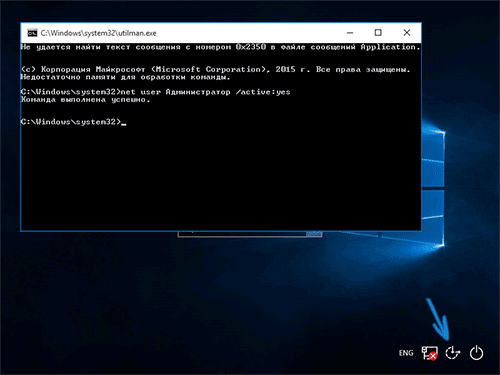 C:\Windows\system32\utilman.exe
Не удается найти текст сообщения с номером 0x2350 в файле сообщений Application.
(c) Корпорация Майкрософт (Microsoft Corporation), 2015 г. Все права защищены.
Недостаточно памяти для обработки команды.
C:\Windows\system32>net user Администратор /active:yes
Команда выполнена успешно.
C:\Windows\system32>_
ENG